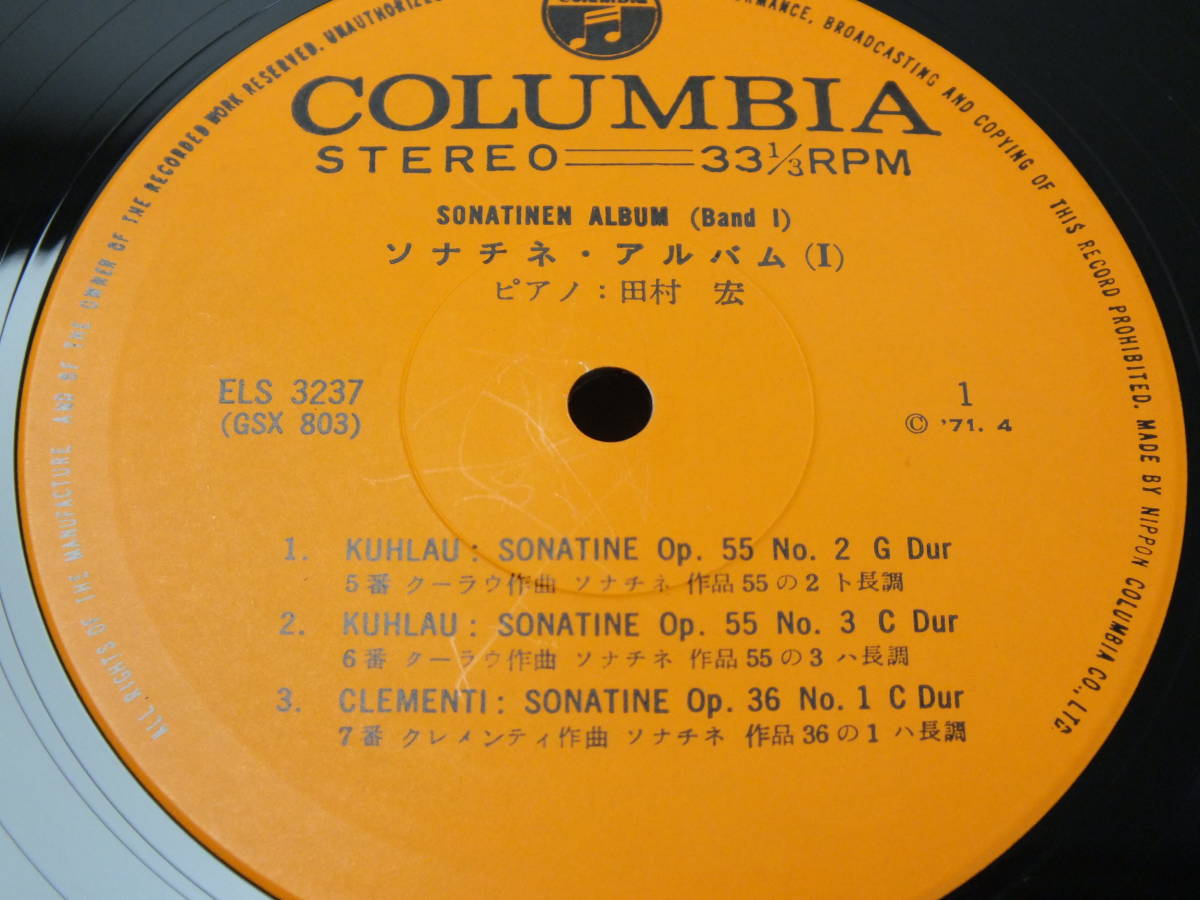 COLUMBIA
COLUMBIA
STEREO 33 1/3 RPM
SONATINEN ALBUM (Band I)
ソナチネ・アルバム(I)
ピアノ:田村 宏
ELS 3237
(GSX 803)
1
© '71. 4
1. KUHLAU: SONATINE Op. 55 No. 2 G Dur
5番 クーラウ作曲 ソナチネ 作品55の2 ト長調
2. KUHLAU: SONATINE Op. 55 No. 3 C Dur
6番 クーラウ作曲 ソナチネ 作品55の3 ハ長調
3. CLEMENTI: SONATINE Op. 36 No. 1 C Dur
7番 クレメンティ作曲 ソナチネ 作品36の1 ハ長調
ALL RIGHTS OF THE MANUFACTURE AND OF THE OWNER OF THE RECORDED WORK RESERVED. UNAUTHORIZED
BROADCASTING AND COPYING OF THIS RECORD PROHIBITED. MADE BY NIPPON COLUMBIA CO., LTD